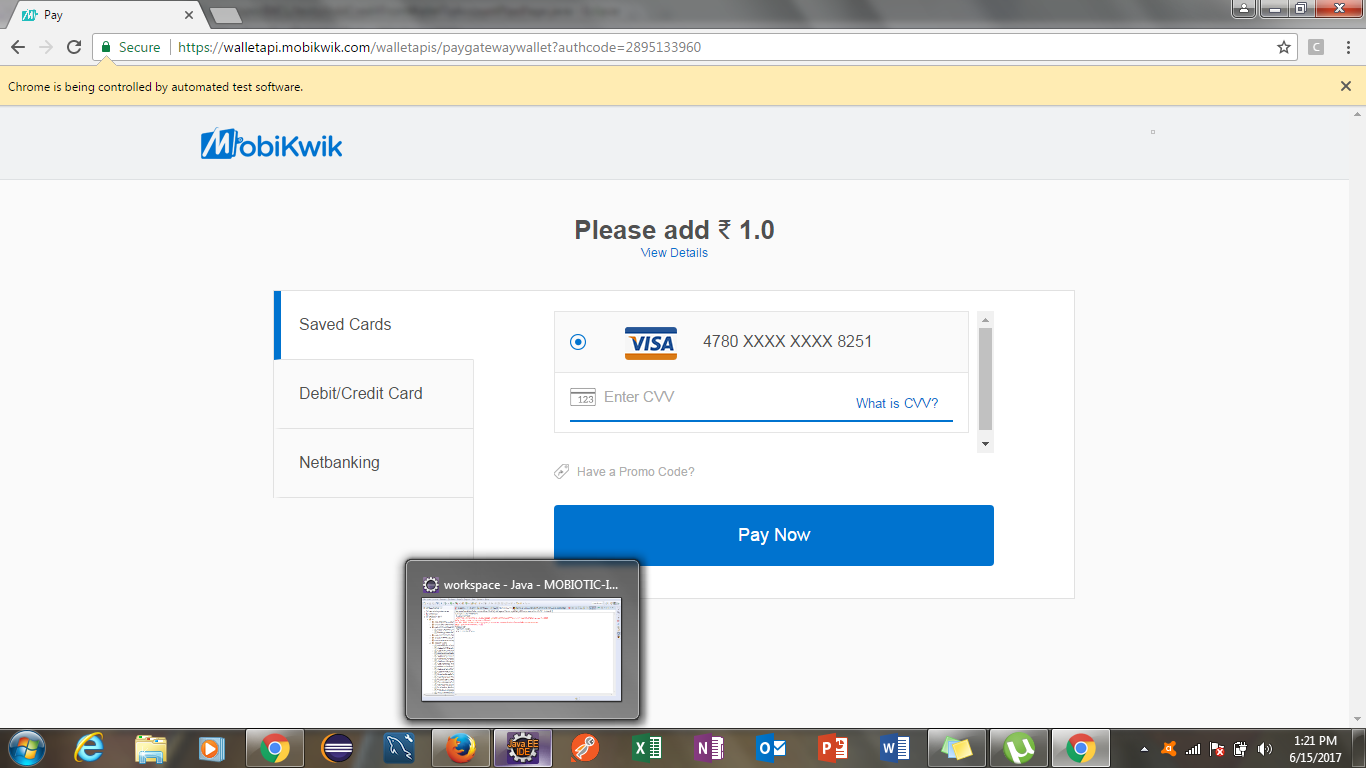 Pay
Secure
https://walletapi.mobikwik.com/walletapis/paygatewaywallet?authcode=2895133960
C
Chrome is being controlled by automated test software.
MobiKwik
Please add ₹ 1.0
View Details
Saved Cards
VISA
4780 XXXX XXXX 8251
123
Enter CVV
What is CVV?
Debit/Credit Card
Netbanking
Have a Promo Code?
Pay Now
workspace - Java - MOBIOTIC-I...
Java EE
IDE
1:21 PM
6/15/2017